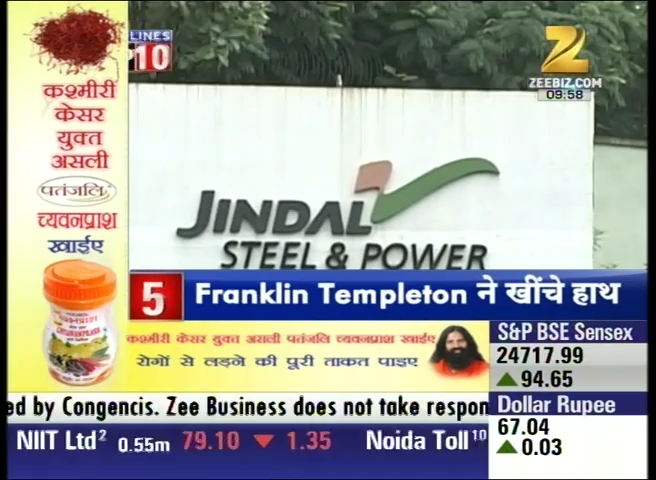 LINES
10
ZEEBIZ.COM
09:58
कश्मीरी
केसर
युक्त
असली
पतंजलि
च्यवनप्राश
खाईए
JINDAL
STEEL & POWER
5 Franklin Templeton ने खींचे हाथ
कश्मीरी केसर युक्त असली पतंजलि च्यवनप्राश खाईए
रोगों से लड़ने की पूरी ताकत पाइए
S&P BSE Sensex
24717.99
94.65
Dollar Rupee
67.04
0.03
ed by Congencis. Zee Business does not take respon
NIIT Ltd2 0.55m 79.10 1.35 Noida Toll10